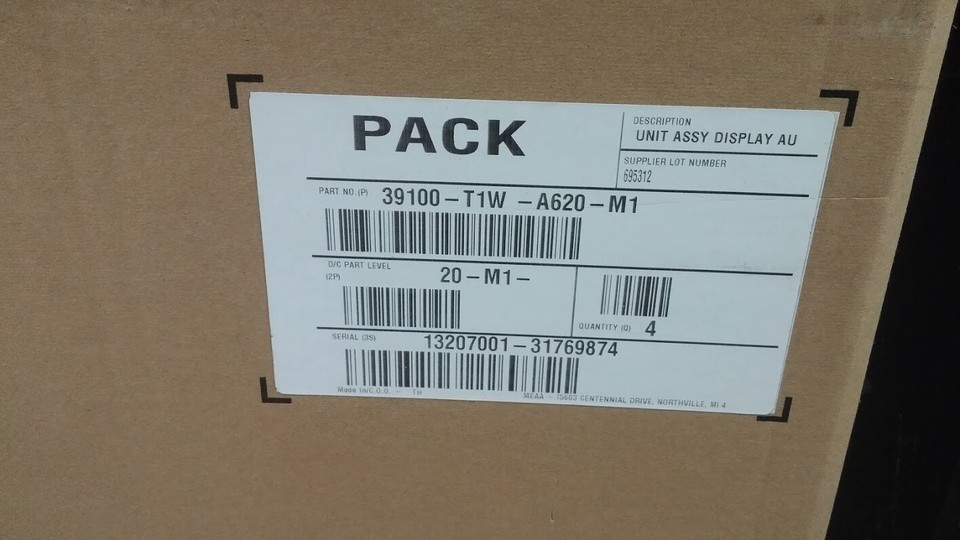 PACK
DESCRIPTION
UNIT ASSY DISPLAY AU
SUPPLIER LOT NUMBER
695312
PART NO.(P) 39100-T1W -A620-M1
D/C PART LEVEL
(2P)
20-M1-
QUANTITY (Q) 4
SERIAL (3S)
13207001-31769874
Made In/C.O.O. - TH
MEAA - 15603 CENTENNIAL DRIVE, NORTHVILLE, MI 4